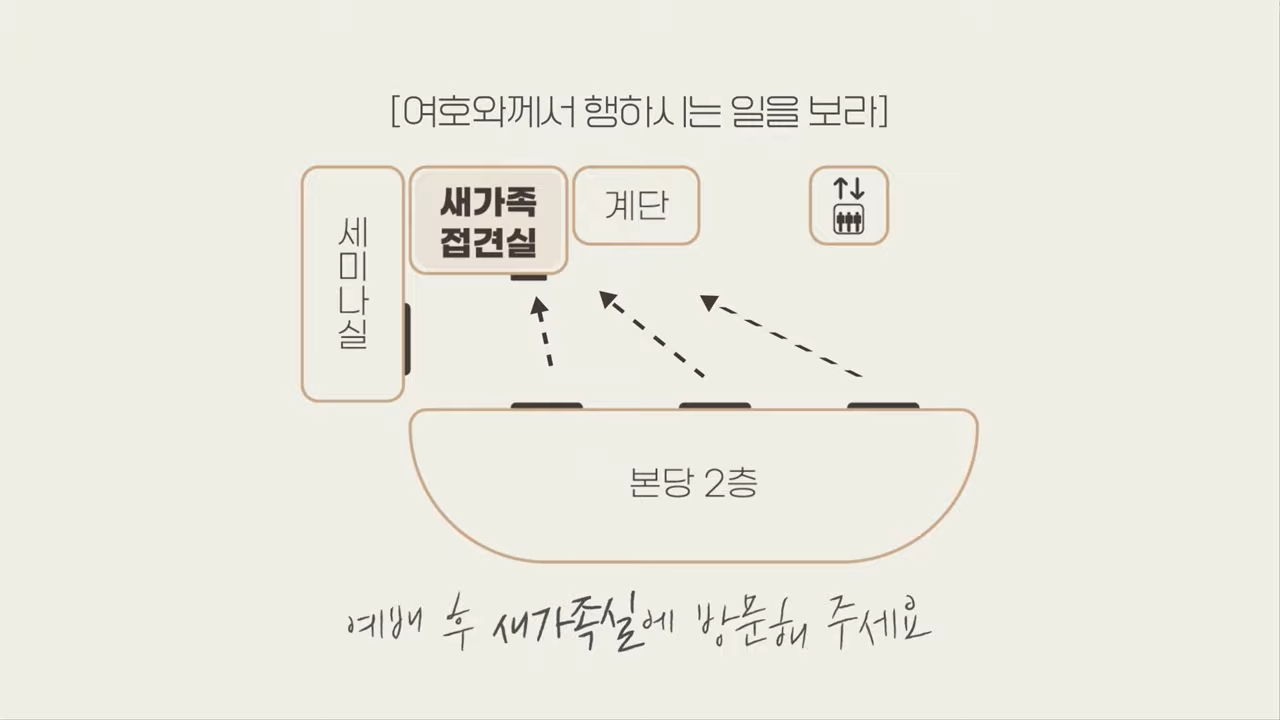 [여호와께서 행하시는 일을 보라]
세미나실
새가족
접견실
계단
본당 2층
예배 후 새가족실에 방문해 주세요